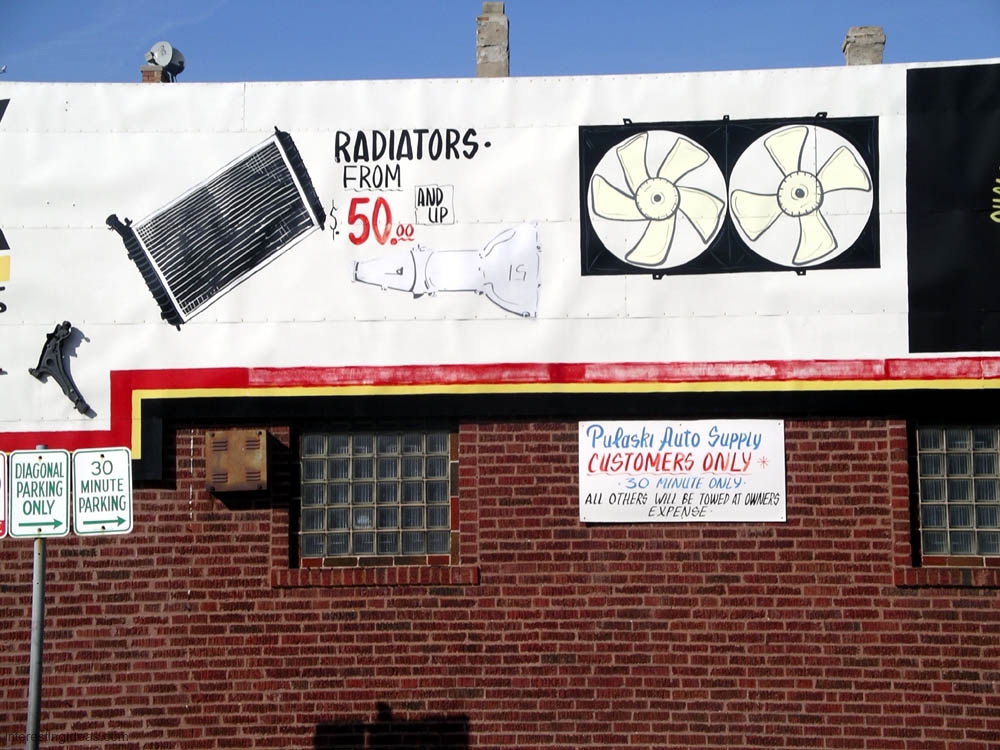 RADIATORS.
FROM
$ 50.00
AND
UP
DIAGONAL
PARKING
ONLY
30
MINUTE
PARKING
Pulaski Auto Supply
CUSTOMERS ONLY *
· 30 MINUTE ONLY·
ALL OTHERS WILL BE TOWED AT OWNERS
EXPENSE·